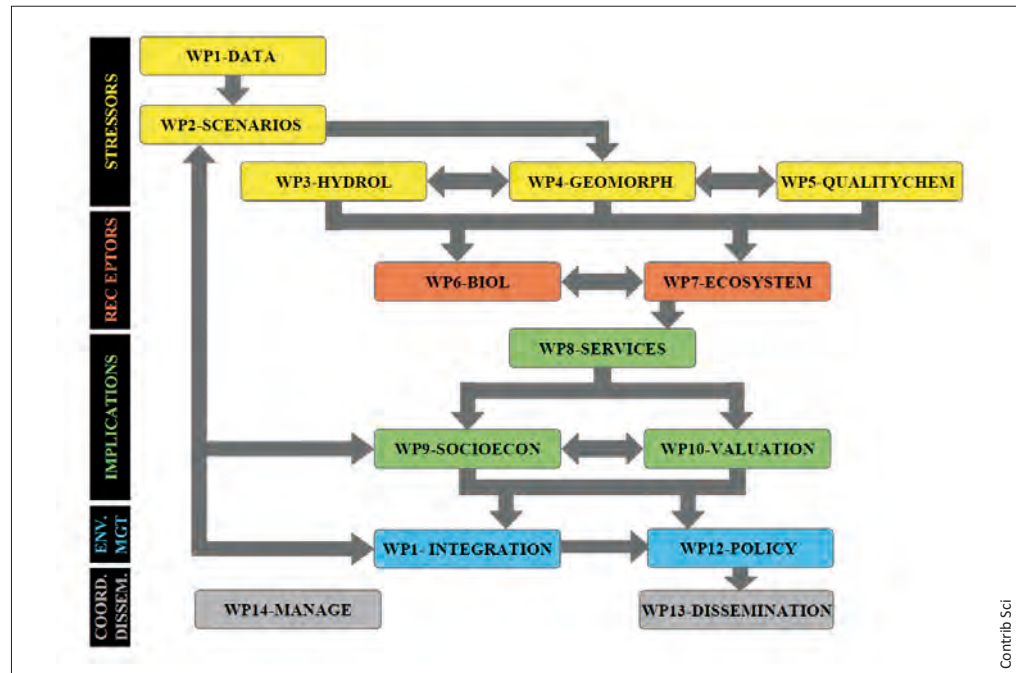 STRESSORS
WP1-DATA
WP2-SCENARIOS
WP3-HYDROL
WP4-GEOMORPH
WP5-QUALITYCHEM
REC EPTORS
WP6-BIOL
WP7-ECOSYSTEM
IMPLICATIONS
WP8-SERVICES
WP9-SOCIOECON
WP10-VALUATION
ENV.
MGT
WP1- INTEGRATION
WP12-POLICY
COORD.
DISSEM.
WP14-MANAGE
WP13-DISSEMINATION
Contrib Sci